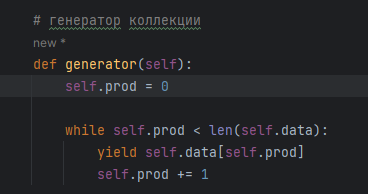 # генератор коллекции
new *
def generator(self):
self.prod = 0
while self.prod < len(self.data):
yield self.data[self.prod]
self.prod += 1